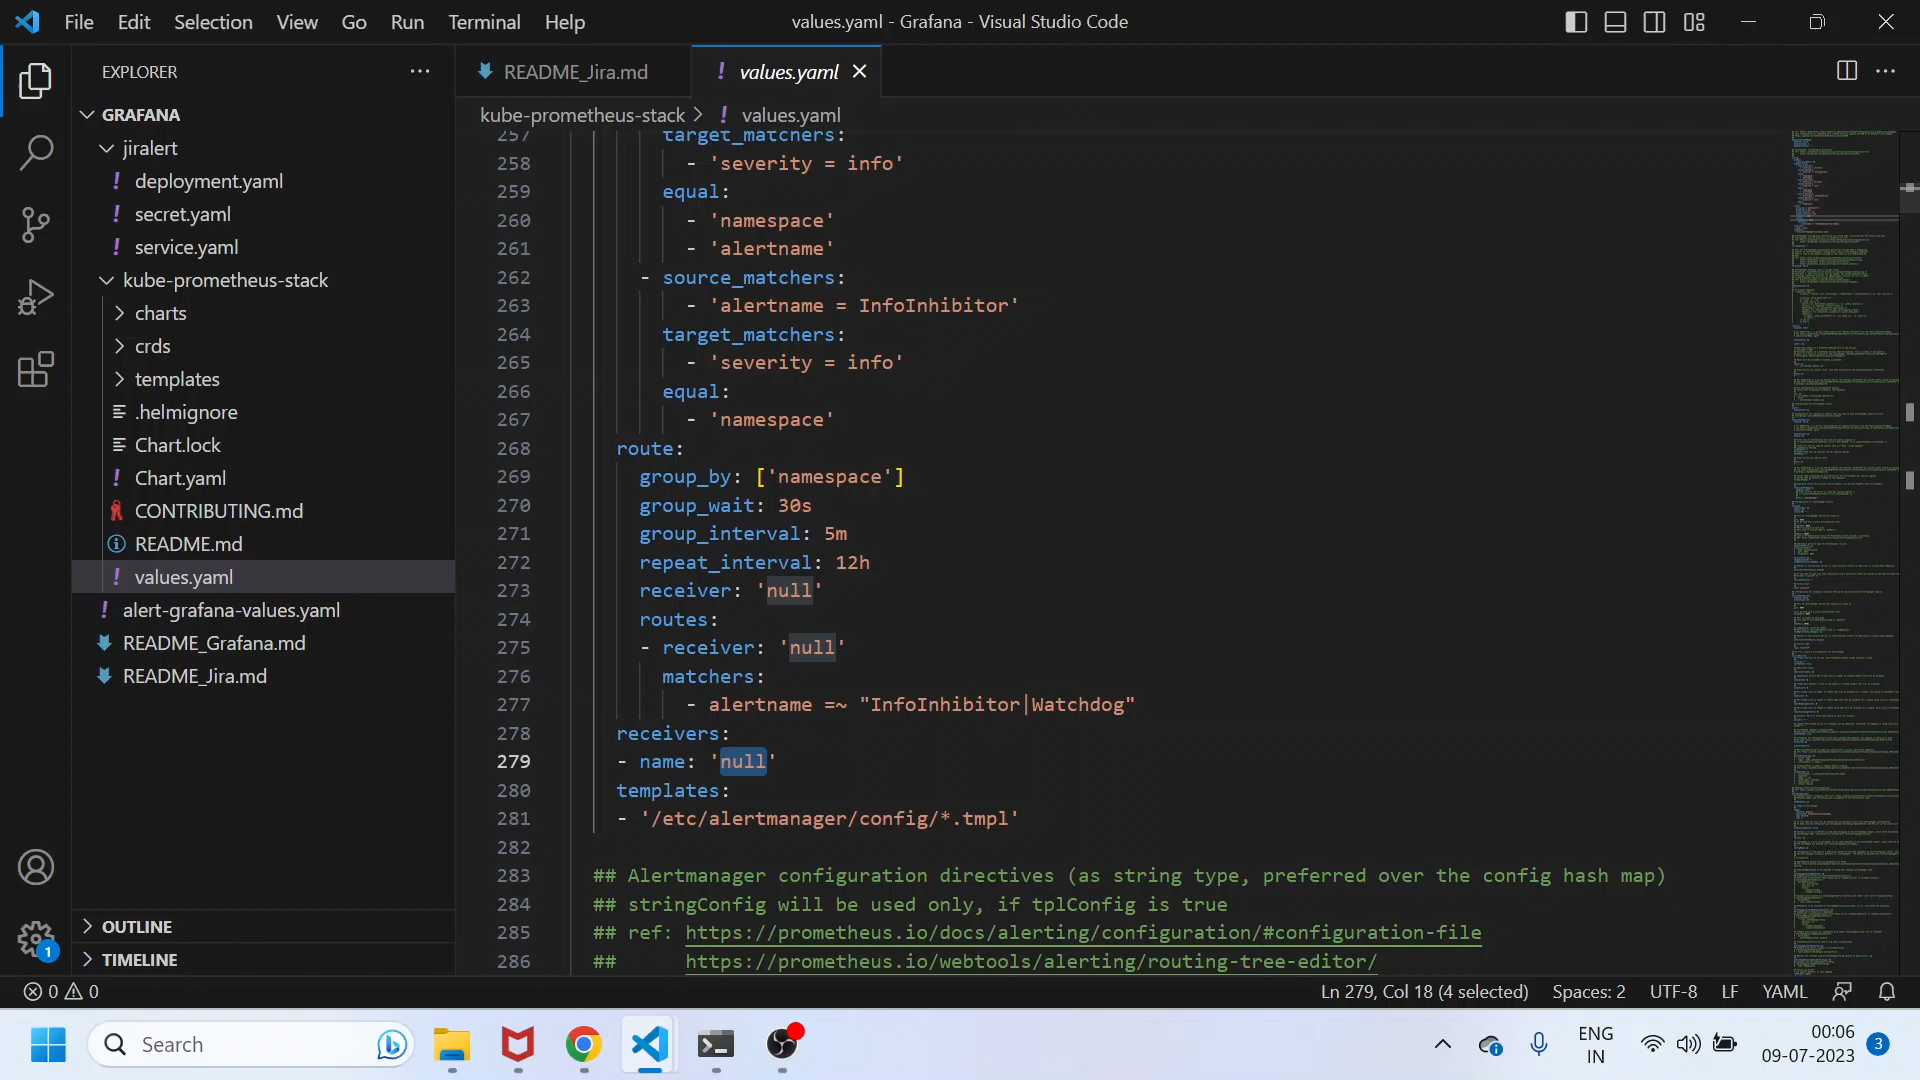 File Edit Selection View Go Run Terminal Help
values.yaml - Grafana - Visual Studio Code
EXPLORER
GRAFANA
jiralert
deployment.yaml
secret.yaml
service.yaml
kube-prometheus-stack
charts
crds
templates
.helmignore
Chart.lock
Chart.yaml
CONTRIBUTING.md
README.md
values.yaml
alert-grafana-values.yaml
README_Grafana.md
README_Jira.md
OUTLINE
TIMELINE
README_Jira.md
values.yaml
kube-prometheus-stack > values.yaml
257 target_matchers:
258 - 'severity = info'
259 equal:
260 - 'namespace'
261 - 'alertname'
262 - source_matchers:
263 - 'alertname = InfoInhibitor'
264 target_matchers:
265 - 'severity = info'
266 equal:
267 - 'namespace'
268 route:
269 group_by: ['namespace']
270 group_wait: 30s
271 group_interval: 5m
272 repeat_interval: 12h
273 receiver: 'null'
274 routes:
275 - receiver: 'null'
276 matchers:
277 - alertname =~ "InfoInhibitor|Watchdog"
278 receivers:
279 - name: 'null'
280 templates:
281 - '/etc/alertmanager/config/*.tmpl'
282
283 ## Alertmanager configuration directives (as string type, preferred over the config hash map)
284 ## stringConfig will be used only, if tplConfig is true
285 ## ref: https://prometheus.io/docs/alerting/configuration/#configuration-file
286 ## https://prometheus.io/webtools/alerting/routing-tree-editor/
1
0 0
Ln 279, Col 18 (4 selected) Spaces: 2 UTF-8 LF YAML
Search
ENG
IN
00:06
09-07-2023
3